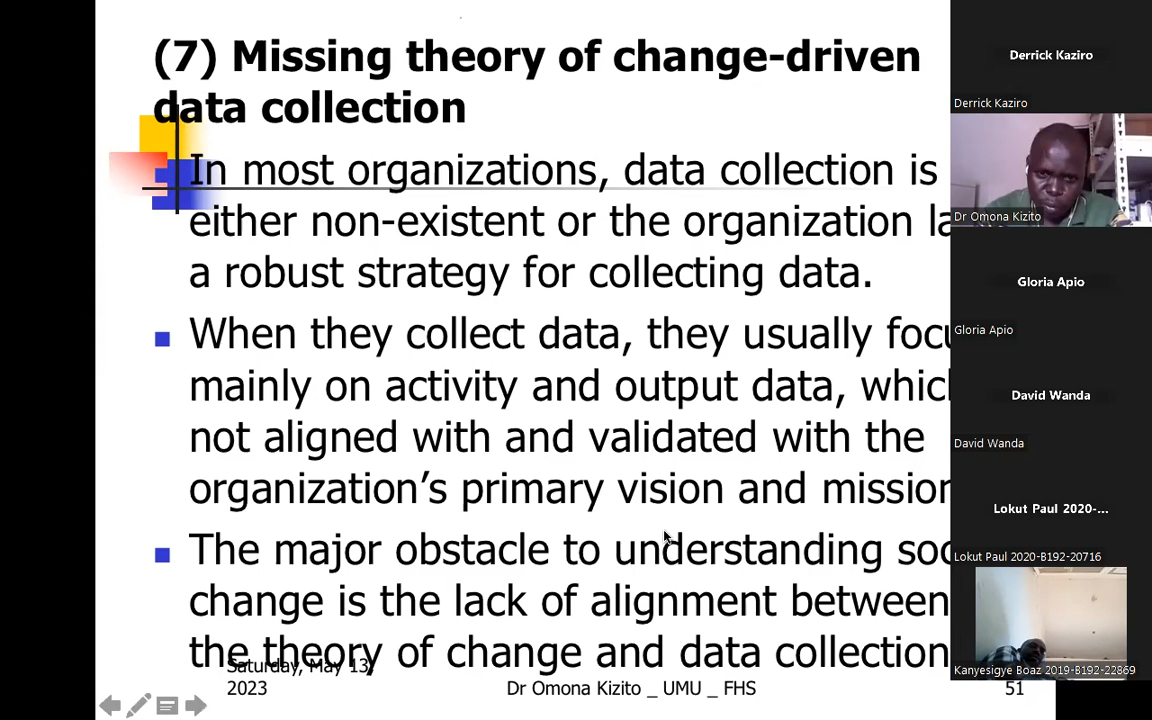 (7) Missing theory of change-driven
data collection
In most organizations, data collection is
either non-existent or the organization la
a robust strategy for collecting data.
When they collect data, they usually focu
mainly on activity and output data, which
not aligned with and validated with the
organization’s primary vision and mission
The major obstacle to understanding soc
change is the lack of alignment between
the theory of change and data collection
Saturday, May 13,
2023
Dr Omona Kizito _ UMU _ FHS
51
Derrick Kaziro
Derrick Kaziro
Dr Omona Kizito
Gloria Apio
Gloria Apio
David Wanda
David Wanda
Lokut Paul 2020-...
Lokut Paul 2020-B192-20716
Kanyesigye Boaz 2019-B192-22869